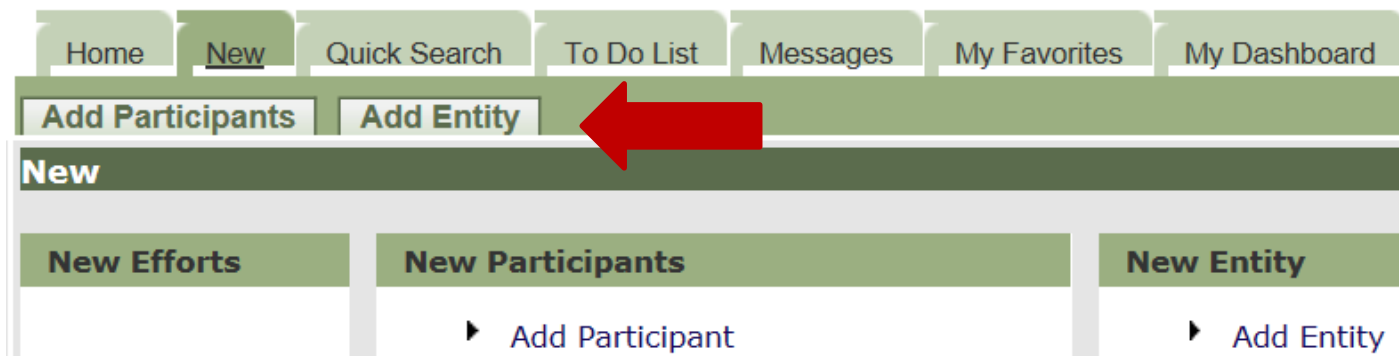 Home New Quick Search To Do List Messages My Favorites My Dashboard
Add Participants Add Entity
New
New Efforts New Participants New Entity
Add Participant Add Entity